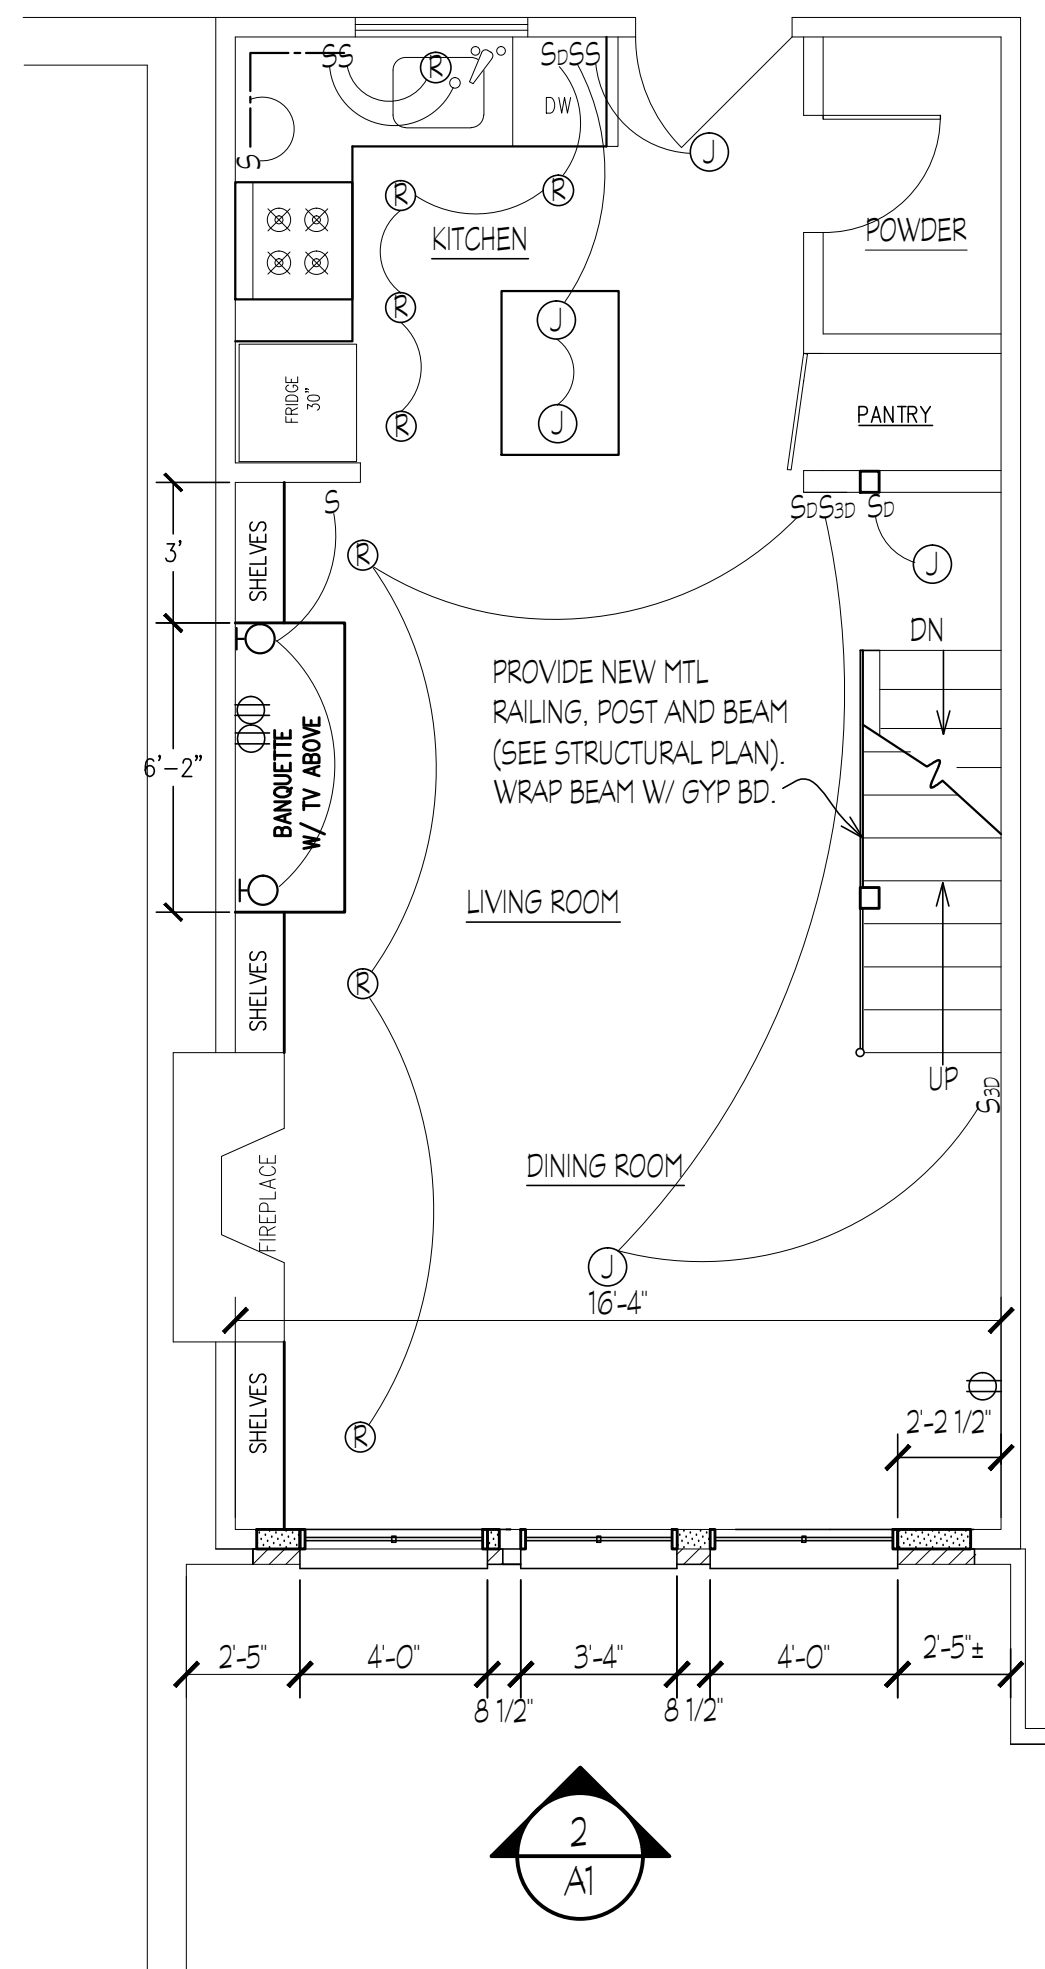 SS
R
SDSS
DW
J
S
R
R
KITCHEN
POWDER
R
J
FRIDGE
30"
R
J
PANTRY
S
SDS3D
SD
3'
SHELVES
R
J
DN
PROVIDE NEW MTL
RAILING, POST AND BEAM
(SEE STRUCTURAL PLAN).
WRAP BEAM W/ GYP BD.
6'-2"
BANQUETTE
W/ TV ABOVE
LIVING ROOM
SHELVES
R
UP
S3D
DINING ROOM
FIREPLACE
J
16'-4"
SHELVES
R
2'-2 1/2"
2'-5"
4'-0"
3'-4"
4'-0"
2'-5"±
8 1/2"
8 1/2"
2
A1